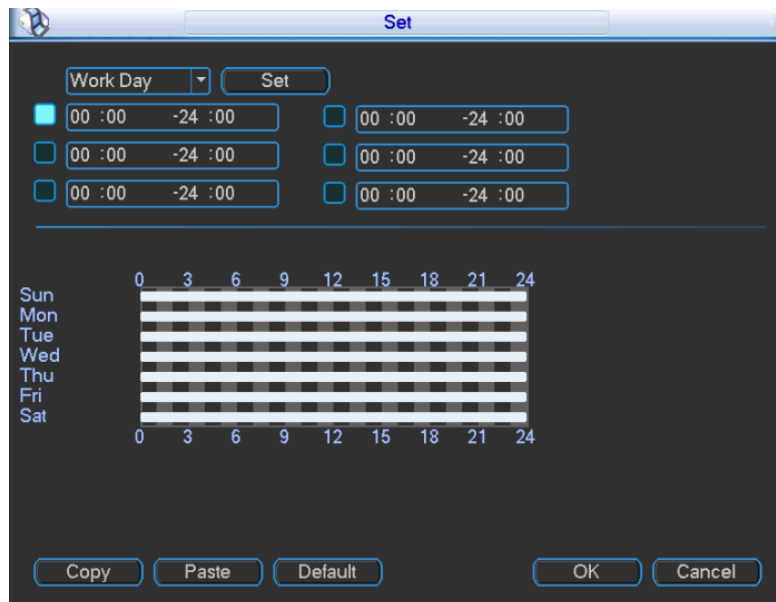 Set
Work Day Set
00 :00 -24 :00 00 :00 -24 :00
00 :00 -24 :00 00 :00 -24 :00
00 :00 -24 :00 00 :00 -24 :00
0 3 6 9 12 15 18 21 24
Sun
Mon
Tue
Wed
Thu
Fri
Sat
0 3 6 9 12 15 18 21 24
Copy Paste Default OK Cancel